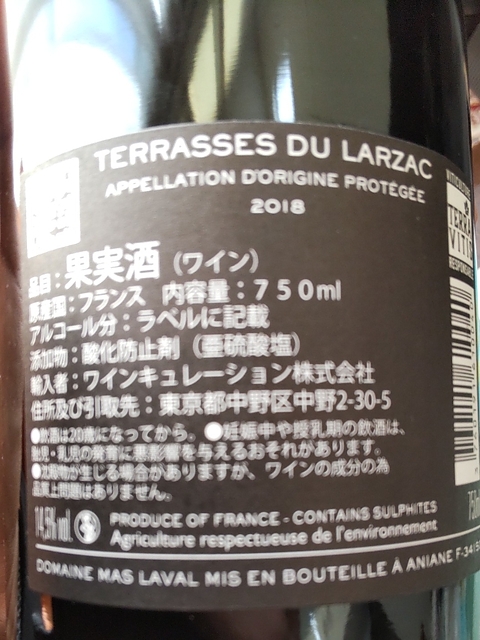 TERRASSES DU LARZAC
APPELLATION D'ORIGINE PROTÉGÉE
2018
TERRA
VITIS
品目：果実酒（ワイン）
原産国：フランス 内容量：７５０ml
アルコール分：ラベルに記載
添加物：酸化防止剤（亜硫酸塩）
輸入者：ワインキュレーション株式会社
住所及び引取先：東京都中野区中野2-30-5
●飲酒は20歳になってから。●妊娠中や授乳期の飲酒は、
胎児・乳児の発育に悪影響を与えるおそれがあります。
●沈殿物が生じる場合がありますが、ワインの成分の為
品質上問題はありません。
14,5%vol.
PRODUCE OF FRANCE - CONTAINS SULPHITES
Agriculture respectueuse de l'environnement
DOMAINE MAS LAVAL MIS EN BOUTEILLE À ANIANE F-3415